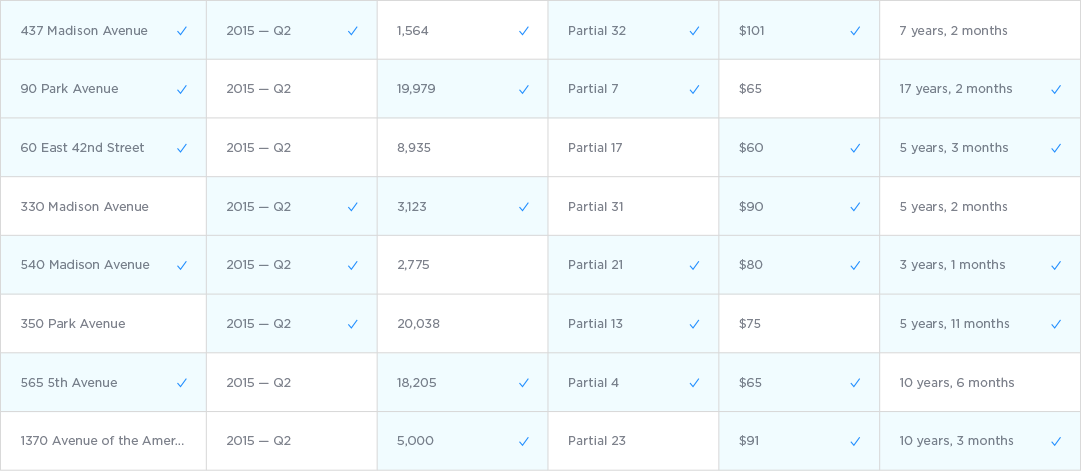 437 Madison Avenue ✓ 2015 — Q2 ✓ 1,564 ✓ Partial 32 ✓ $101 ✓ 7 years, 2 months
90 Park Avenue ✓ 2015 — Q2 19,979 ✓ Partial 7 ✓ $65 17 years, 2 months ✓
60 East 42nd Street ✓ 2015 — Q2 8,935 Partial 17 $60 ✓ 5 years, 3 months ✓
330 Madison Avenue 2015 — Q2 ✓ 3,123 ✓ Partial 31 $90 ✓ 5 years, 2 months
540 Madison Avenue ✓ 2015 — Q2 ✓ 2,775 Partial 21 ✓ $80 ✓ 3 years, 1 months ✓
350 Park Avenue 2015 — Q2 ✓ 20,038 Partial 13 ✓ $75 5 years, 11 months ✓
565 5th Avenue ✓ 2015 — Q2 18,205 ✓ Partial 4 ✓ $65 ✓ 10 years, 6 months
1370 Avenue of the Amer... 2015 — Q2 5,000 ✓ Partial 23 $91 ✓ 10 years, 3 months ✓